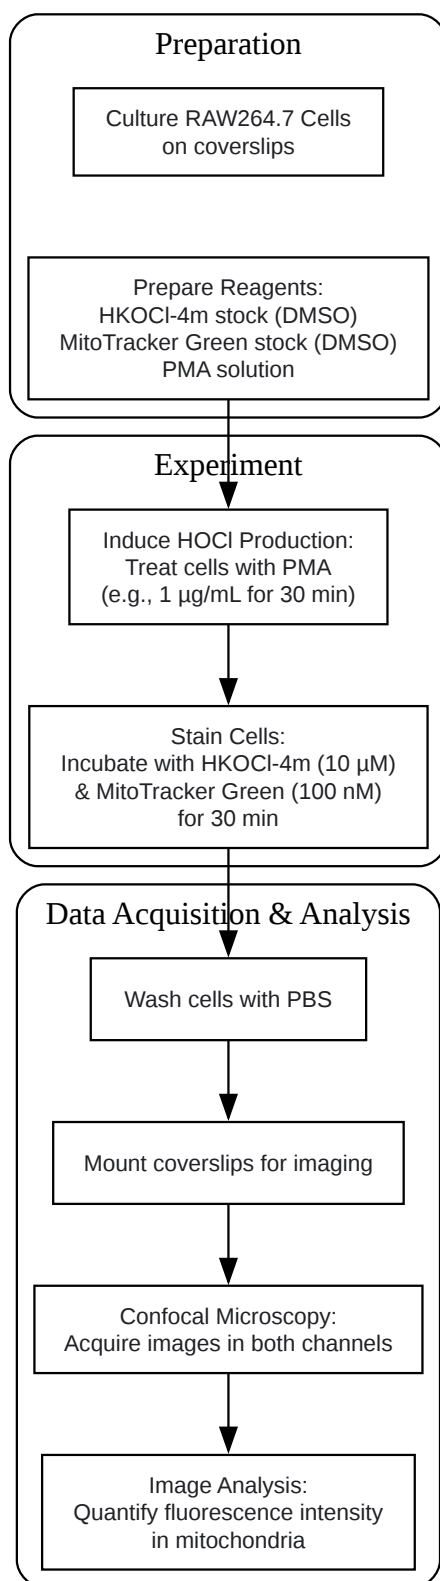 Preparation
Culture RAW264.7 Cells
on coverslips
Prepare Reagents:
HKOCl-4m stock (DMSO)
MitoTracker Green stock (DMSO)
PMA solution
Experiment
Induce HOCl Production:
Treat cells with PMA
(e.g., 1 µg/mL for 30 min)
Stain Cells:
Incubate with HKOCl-4m (10 µM)
& MitoTracker Green (100 nM)
for 30 min
Data Acquisition & Analysis
Wash cells with PBS
Mount coverslips for imaging
Confocal Microscopy:
Acquire images in both channels
Image Analysis:
Quantify fluorescence intensity
in mitochondria